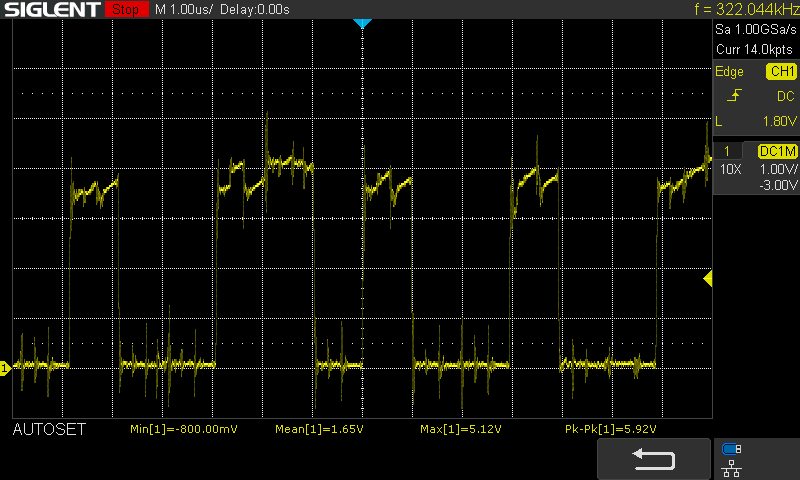 SIGLENT Stop M 1.00us/ Delay:0.00s f = 322.044kHz
Sa 1.00GSa/s
Curr 14.0kpts
Edge CH1
DC
L 1.80V
1 DC1M
10X 1.00V/
-3.00V
1
AUTOSET Min[1]=-800.00mV Mean[1]=1.65V Max[1]=5.12V Pk-Pk[1]=5.92V